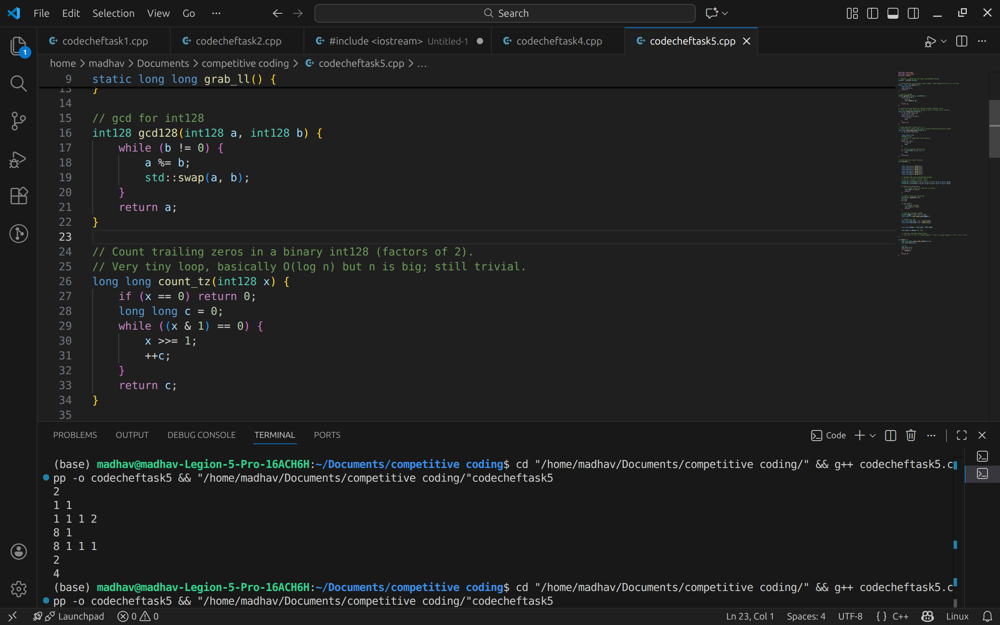 File Edit Selection View Go ··· Search
codecheftask1.cpp codecheftask2.cpp #include <iostream> Untitled-1 codecheftask4.cpp codecheftask5.cpp
1
home > madhav > Documents > competitive coding > codecheftask5.cpp > ...
9 static long long grab_ll() {
13 }
14
15 // gcd for int128
16 int128 gcd128(int128 a, int128 b) {
17 while (b != 0) {
18 a %= b;
19 std::swap(a, b);
20 }
21 return a;
22 }
23
24 // Count trailing zeros in a binary int128 (factors of 2).
25 // Very tiny loop, basically O(log n) but n is big; still trivial.
26 long long count_tz(int128 x) {
27 if (x == 0) return 0;
28 long long c = 0;
29 while ((x & 1) == 0) {
30 x >>= 1;
31 ++c;
32 }
33 return c;
34 }
35
PROBLEMS OUTPUT DEBUG CONSOLE TERMINAL PORTS Code
(base) madhav@madhav-Legion-5-Pro-16ACH6H:~/Documents/competitive coding$ cd "/home/madhav/Documents/competitive coding/" && g++ codecheftask5.c
pp -o codecheftask5 && "/home/madhav/Documents/competitive coding/"codecheftask5
2
1 1
1 1 1 2
8 1
8 1 1 1
2
4
(base) madhav@madhav-Legion-5-Pro-16ACH6H:~/Documents/competitive coding$ cd "/home/madhav/Documents/competitive coding/" && g++ codecheftask5.c
pp -o codecheftask5 && "/home/madhav/Documents/competitive coding/"codecheftask5
Launchpad 0 0 Ln 23, Col 1 Spaces: 4 UTF-8 { } C++ Linux